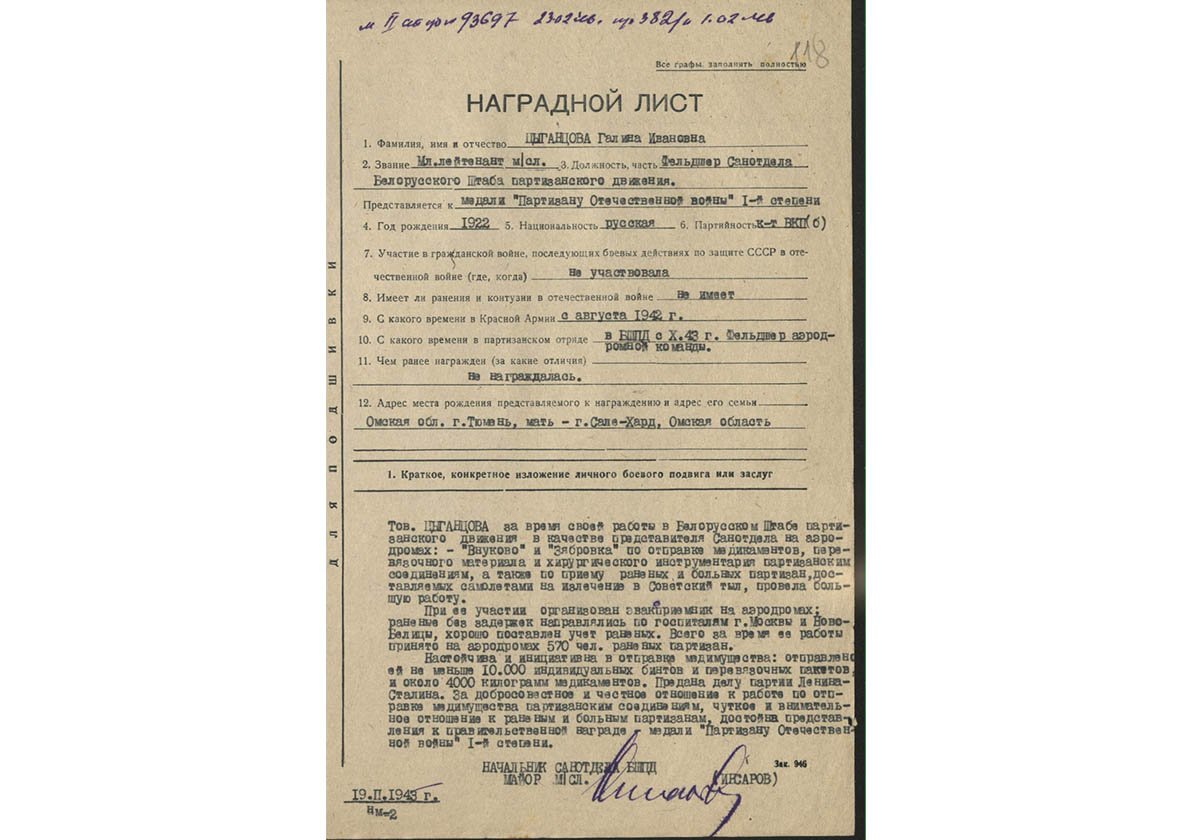 118
Все графы заполнить полностью
НАГРАДНОЙ ЛИСТ
1. Фамилия, имя и отчество ЦЫГАНЦОВА Галина Ивановна
2. Звание Мл.лейтенант м|сл. 3. Должность, часть Фельдшер Санотдела
Белорусского Штаба партизанского движения.
Представляется к медали "Партизану Отечественной войны" I-й степени
4. Год рождения 1922 5. Национальность русская 6. Партийность к-т ВКП(б)
7. Участие в гражданской войне, последующих боевых действиях по защите СССР в оте-
чественной войне (где, когда) не участвовала
8. Имеет ли ранения и контузии в отечественной войне не имеет
9. С какого времени в Красной Армии с августа 1942 г.
10. С какого времени в партизанском отряде в БШПД с X.43 г. Фельдшер аэрод-
ромной команды.
11. Чем ранее награжден (за какие отличия)
не награждалась.
12. Адрес места рождения представляемого к награждению и адрес его семьи
Омская обл. г.Тюмень, мать - г.Сале-Хард, Омская область
1. Краткое, конкретное изложение личного боевого подвига или заслуг
Тов. ЦЫГАНЦОВА за время своей работы в Белорусском Штабе парти-
занского движения в качестве представителя Санотдела на аэро-
дромах: - "Внуково" и "Зябровка" по отправке медикаментов, пере-
вязочного материала и хирургического инструментария партизанским
соединениям, а также по приему раненых и больных партизан,дос-
тавляемых самолетами на излечение в Советский тыл, провела боль-
шую работу.
При ее участии организован эвакоприемник на аэродромах;
раненые без задержек направлялись по госпиталям г.Москвы и Ново-
Белицы, хорошо поставлен учет раненых. Всего за время ее работы
принято на аэродромах 570 чел. раненых партизан.
Настойчива и инициативна в отправке медимущества: отправлено
ей не меньше 10.000 индивидуальных бинтов и перевязочных пакетов,
и около 4000 килограмм медикаментов. Предана делу партии Ленина-
Сталина. За добросовестное и честное отношение к работе по отп-
равке медимущества партизанским соединениям, чуткое и вниматель-
ное отношение к раненым и больным партизанам, достойна представ-
ления к правительственной награде - медали "Партизану Отечествен-
ной войны" I-й степени.
НАЧАЛЬНИК САНОТДЕЛА БШПД
МАЙОР М|СЛ. (ИНСАРОВ)
Зак. 946
19.II.1943 г.
нм-2
ДЛЯ ПОДШИВКИ